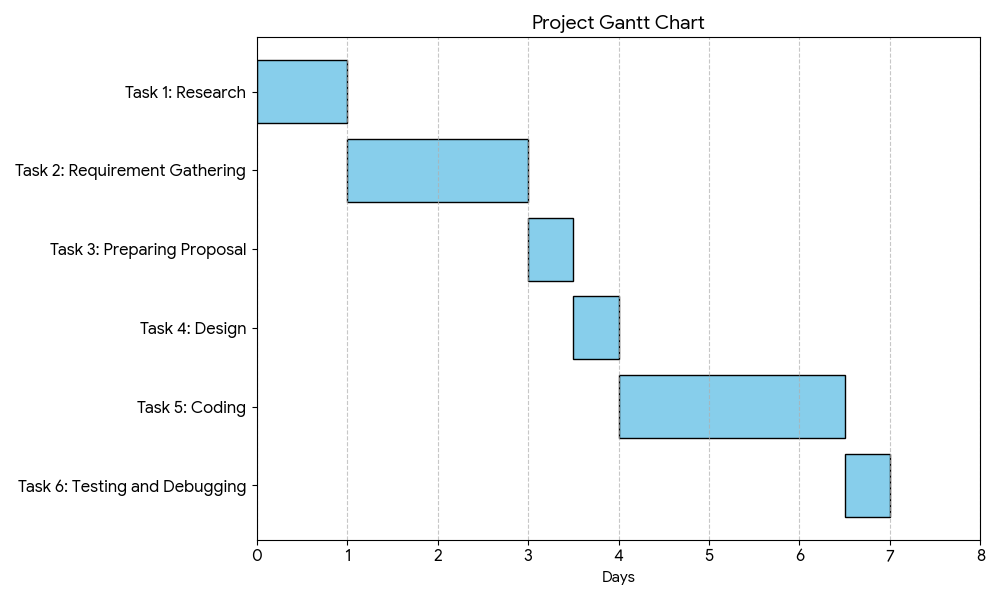 Project Gantt Chart
Task 1: Research
Task 2: Requirement Gathering
Task 3: Preparing Proposal
Task 4: Design
Task 5: Coding
Task 6: Testing and Debugging
0 1 2 3 4 5 6 7 8
Days